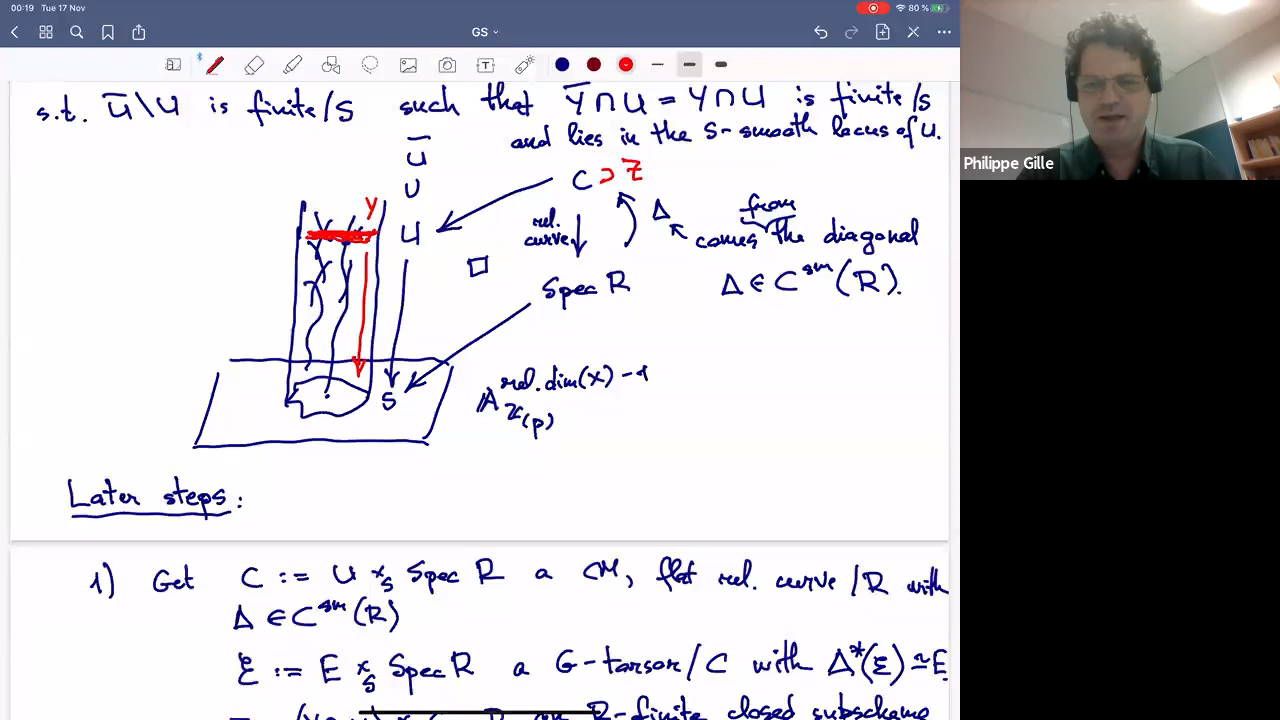 00:19 Tue 17 Nov
80 %
GS
s.t. Ū\U is finite/S such that Ȳ∩U = Y∩U is finite/S
and lies in the S-smooth locus of U.
Philippe Gille
Ū
U
C ⊃ Z
Y
U
rel.
curve
Δ
from
comes the diagonal
□
Spec R
Δ ∈ C^sm (R).
S
A^{rel. dim(x) - 1}_{Z(p)}
Later steps:
1) Get C := U ×_S Spec R a CM, flat rel. curve /R with
Δ ∈ C^sm (R)
ℰ := E ×_S Spec R a G-torsor / C with Δ*(ℰ) ≃ E
R-finite closed subscheme